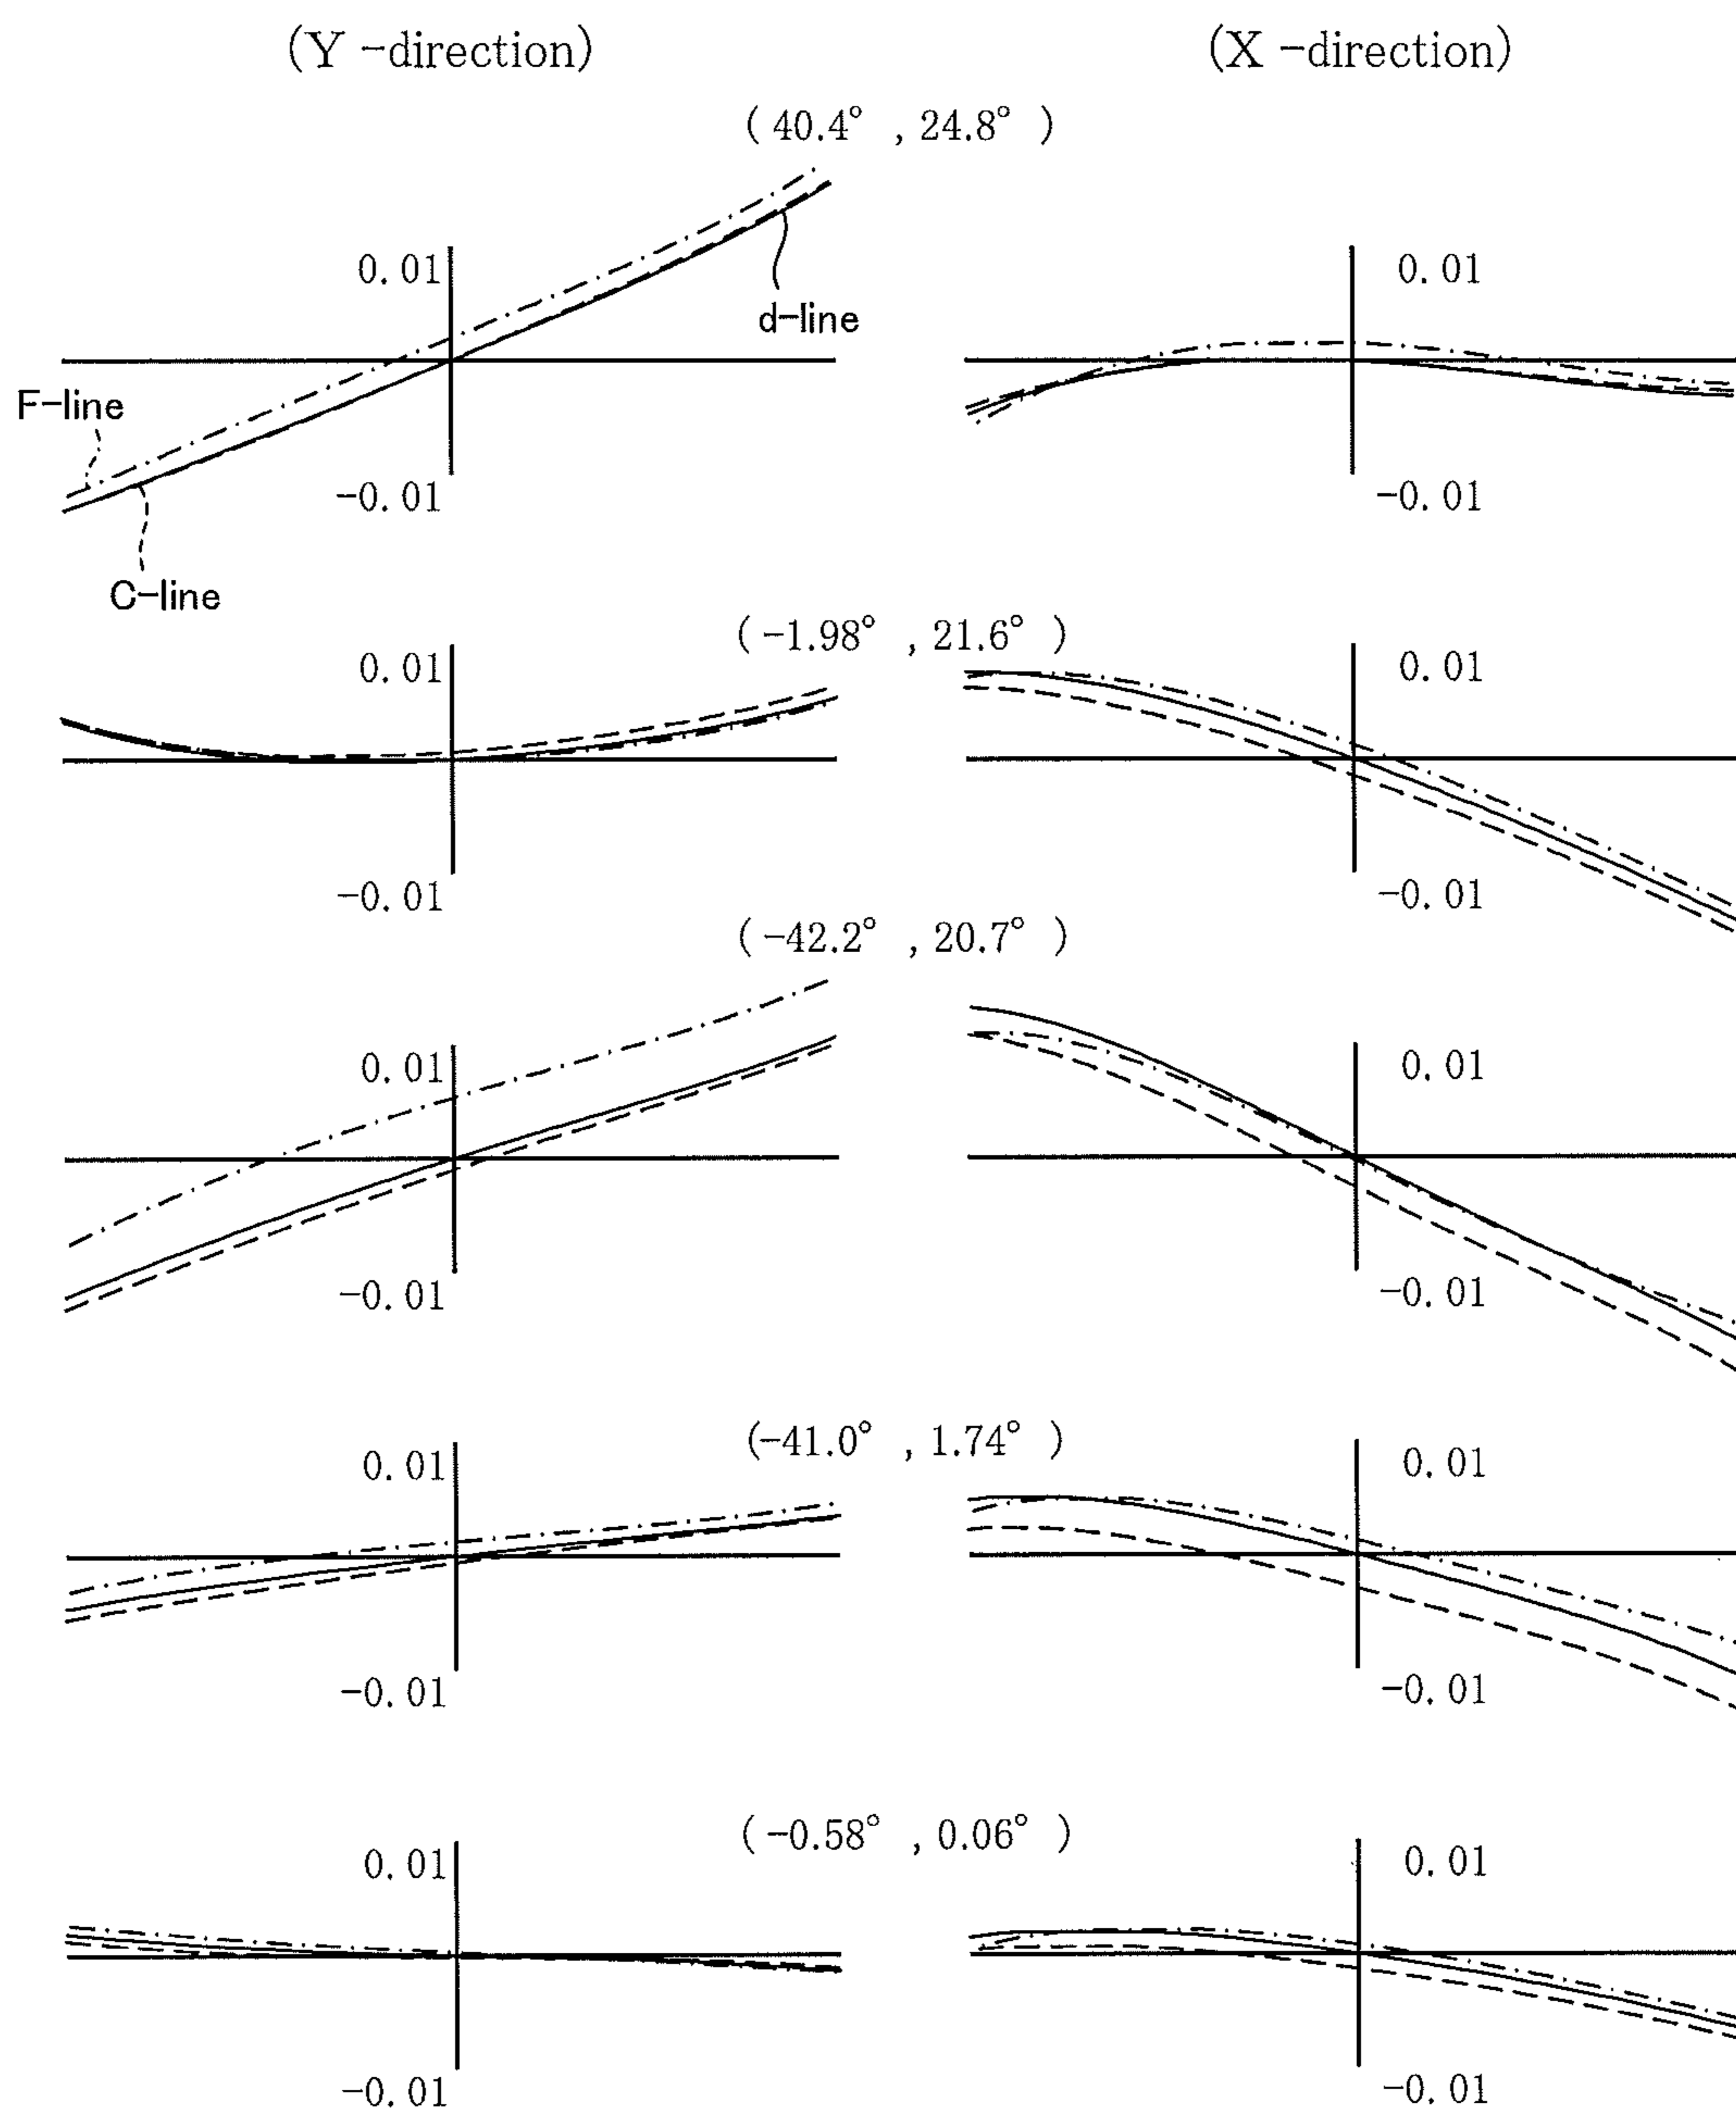 (Y -direction) (X -direction)
( 40.4° , 24.8° )
0.01 0.01
d-line
F-line
-0.01 -0.01
C-line
( -1.98° , 21.6° )
0.01 0.01
-0.01 -0.01
( -42.2° , 20.7° )
0.01 0.01
-0.01 -0.01
(-41.0° , 1.74° )
0.01 0.01
-0.01 -0.01
( -0.58° , 0.06° )
0.01 0.01
-0.01 -0.01